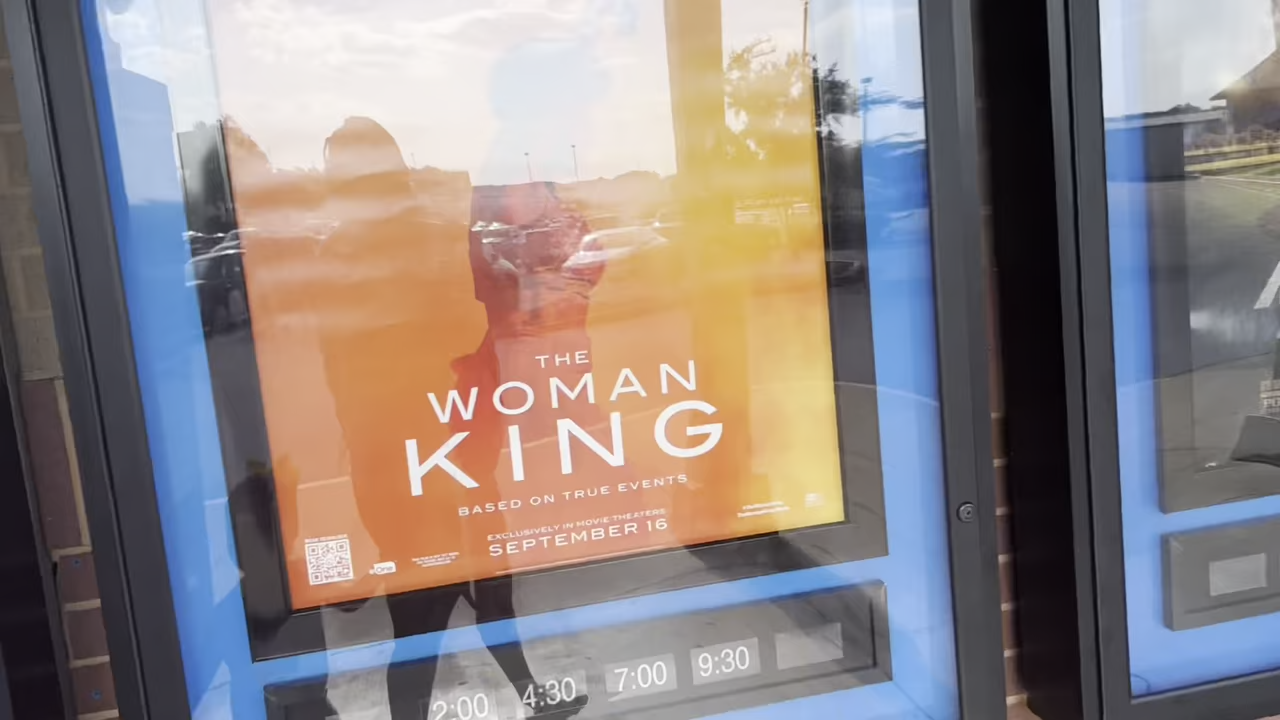 THE
WOMAN
KING
BASED ON TRUE EVENTS
EXCLUSIVELY IN MOVIE THEATERS
SEPTEMBER 16
eOne
2:00 4:30 7:00 9:30